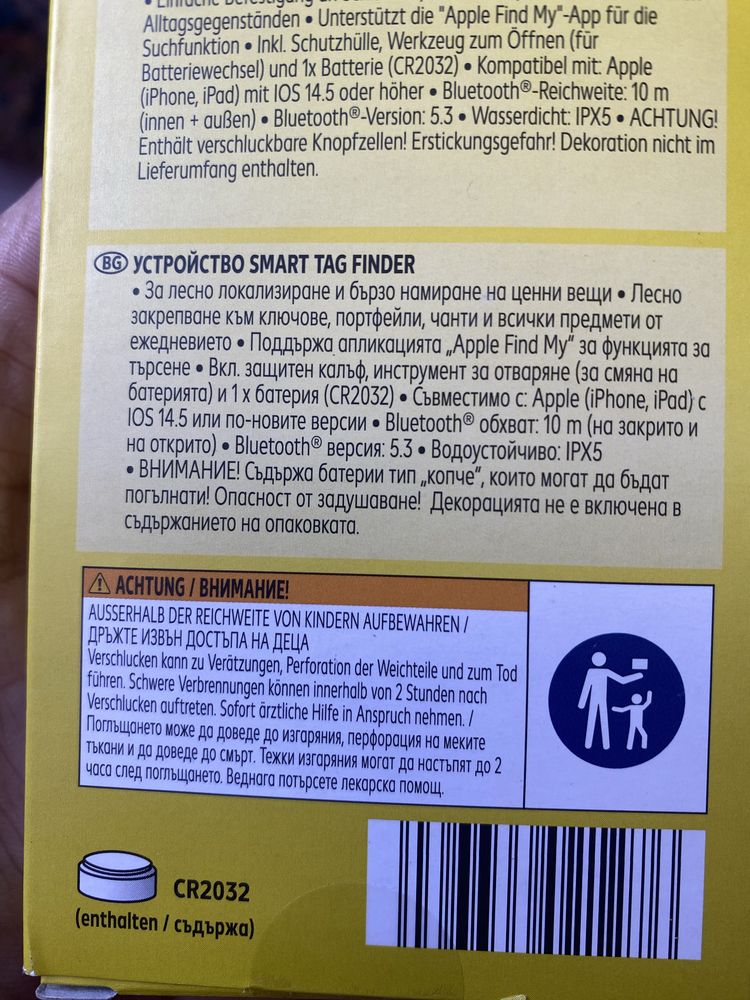 • Einfache Befestigung an
Alltagsgegenständen • Unterstützt die "Apple Find My"-App für die
Suchfunktion • Inkl. Schutzhülle, Werkzeug zum Öffnen (für
Batteriewechsel) und 1x Batterie (CR2032) • Kompatibel mit: Apple
(iPhone, iPad) mit IOS 14.5 oder höher • Bluetooth®-Reichweite: 10 m
(innen + außen) • Bluetooth®-Version: 5.3 • Wasserdicht: IPX5 • ACHTUNG!
Enthält verschluckbare Knopfzellen! Erstickungsgefahr! Dekoration nicht im
Lieferumfang enthalten.
BG УСТРОЙСТВО SMART TAG FINDER
• За лесно локализиране и бързо намиране на ценни вещи • Лесно
закрепване към ключове, портфейли, чанти и всички предмети от
ежедневието • Поддържа апликацията „Apple Find My“ за функцията за
търсене • Вкл. защитен калъф, инструмент за отваряне (за смяна на
батерията) и 1 x батерия (CR2032) • Съвместимо с: Apple (iPhone, iPad) с
IOS 14.5 или по-новите версии • Bluetooth® обхват: 10 m (на закрито и
на открито) • Bluetooth® версия: 5.3 • Водоустойчиво: IPX5
• ВНИМАНИЕ! Съдържа батерии тип „копче“, които могат да бъдат
погълнати! Опасност от задушаване! Декорацията не е включена в
съдържанието на опаковката.
ACHTUNG / ВНИМАНИЕ!
AUSSERHALB DER REICHWEITE VON KINDERN AUFBEWAHREN /
ДРЪЖТЕ ИЗВЪН ДОСТЪПА НА ДЕЦА
Verschlucken kann zu Verätzungen, Perforation der Weichteile und zum Tod
führen. Schwere Verbrennungen können innerhalb von 2 Stunden nach
Verschlucken auftreten. Sofort ärztliche Hilfe in Anspruch nehmen. /
Поглъщането може да доведе до изгаряния, перфорация на меките
тъкани и да доведе до смърт. Тежки изгаряния могат да настъпят до 2
часа след поглъщането. Веднага потърсете лекарска помощ.
CR2032
(enthalten / съдържа)